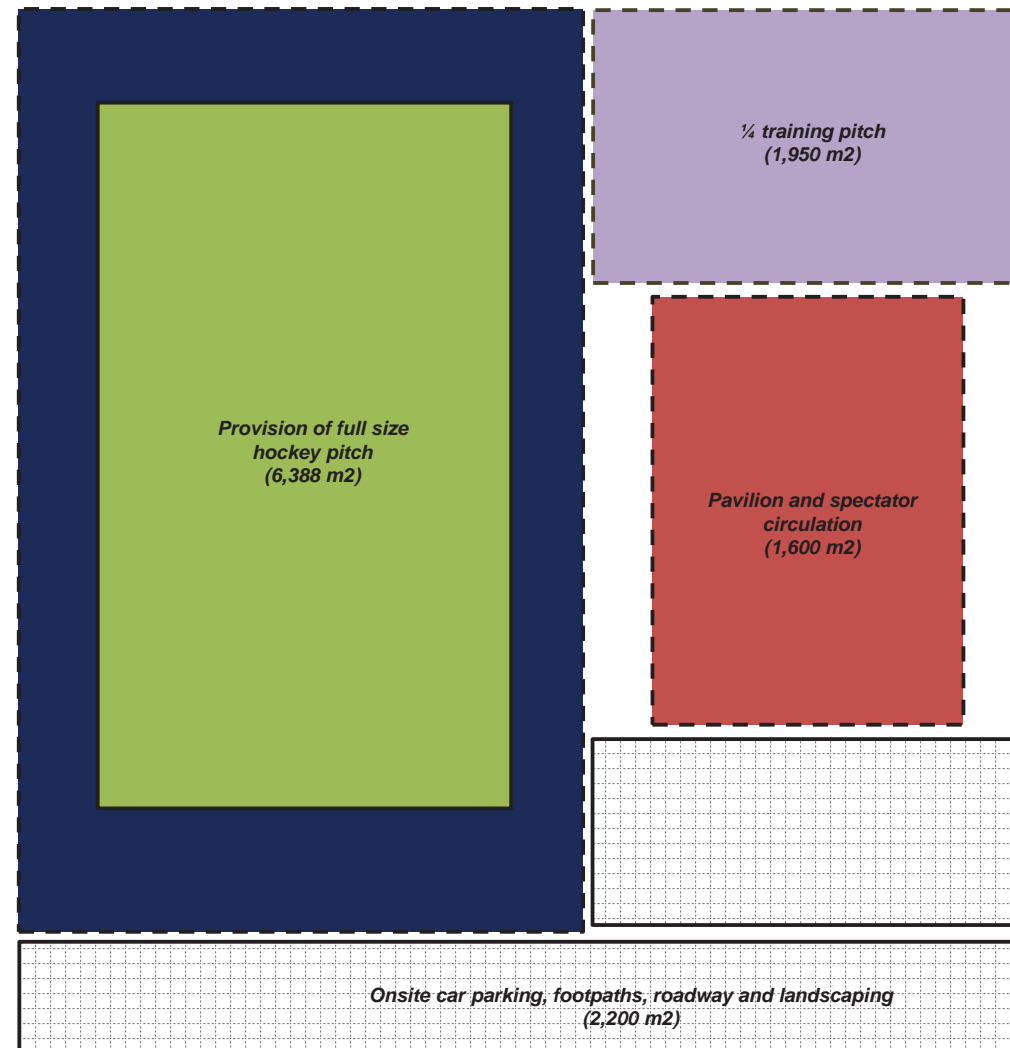 ¼ training pitch
(1,950 m2)
Provision of full size
hockey pitch
(6,388 m2)
Pavilion and spectator
circulation
(1,600 m2)
Onsite car parking, footpaths, roadway and landscaping
(2,200 m2)